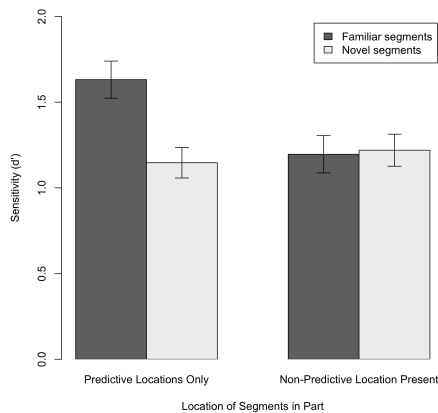 Familiar segments
Novel segments
Sensitivity (d')
2.0
1.5
1.0
0.5
0.0
Predictive Locations Only
Non-Predictive Location Present
Location of Segments in Part